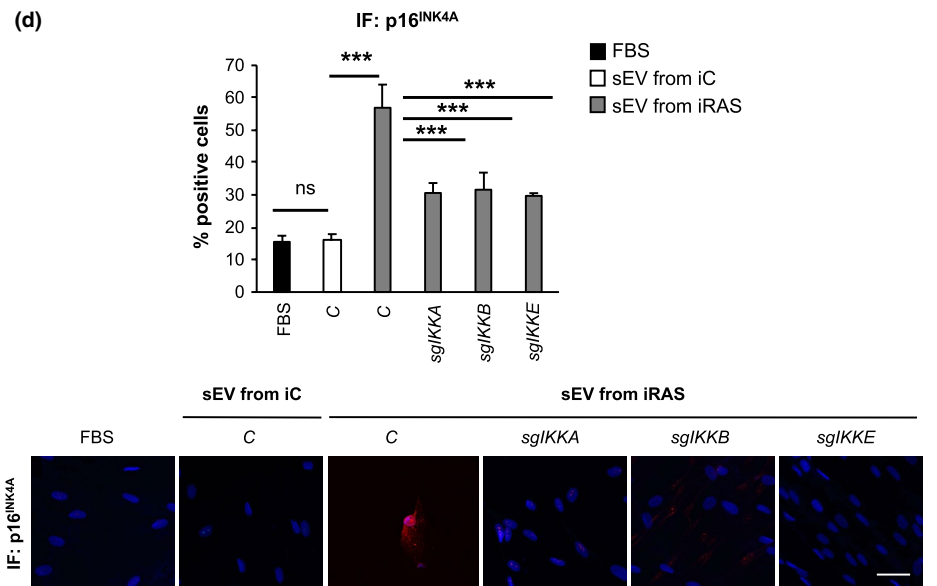 (d)
IF: p16INK4A
FBS
sEV from iC
sEV from iRAS
***
***
***
***
ns
% positive cells
70
60
50
40
30
20
10
0
FBS
C
C
sgIKKA
sgIKKB
sgIKKE
sEV from iC
sEV from iRAS
FBS
C
C
sgIKKA
sgIKKB
sgIKKE
IF: p16INK4A